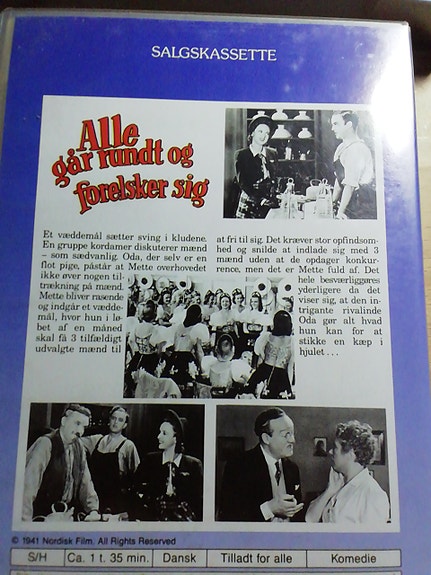 SALGSKASSETTE
Alle
går rundt og
forelsker sig
Et væddemål sætter sving i kludene.
En gruppe kordamer diskuterer mænd
– som sædvanlig. Oda, der selv er en
flot pige, påstår at Mette overhovedet
ikke øver nogen til-
trækning på mænd.
Mette bliver rasende
og indgår et vædde-
mål, hvor hun i lø-
bet af en måned
skal få 3 tilfældigt
udvalgte mænd til
at fri til sig. Det kræver stor opfindsom-
hed og snilde at indlade sig med 3
mænd uden at de opdager konkur-
rence, men det er Mette fuld af. Det
hele besværliggøres
yderligere da det
viser sig, at den in-
trigante rivalinde
Oda gør alt hvad
hun kan for at
stikke en kæp i
hjulet . . .
© 1941 Nordisk Film. All Rights Reserved
S/H Ca. 1 t. 35 min. Dansk Tilladt for alle Komedie